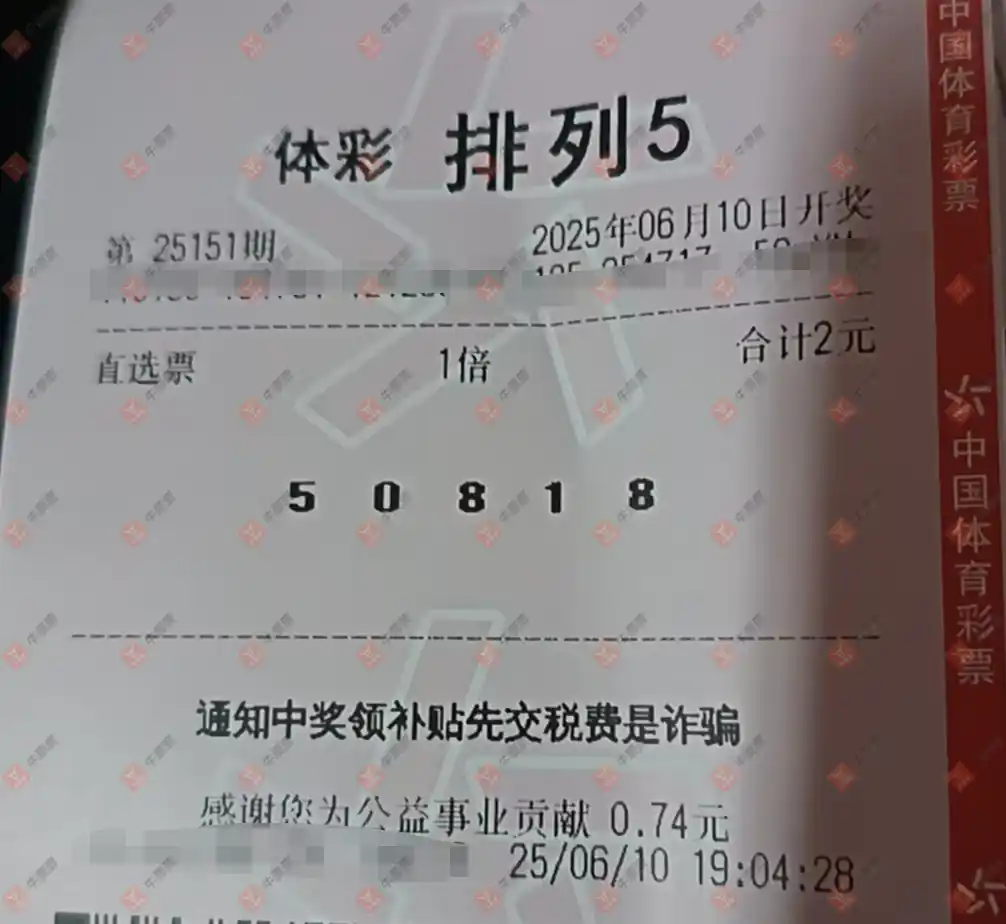 体彩 排列5
第 25151期 2025年06月10日开奖
直选票 1倍 合计2元
5 0 8 1 8
通知中奖领补贴先交税费是诈骗
感谢您为公益事业贡献 0.74元
25/06/10 19:04:28
中国体育彩票
中国体育彩票